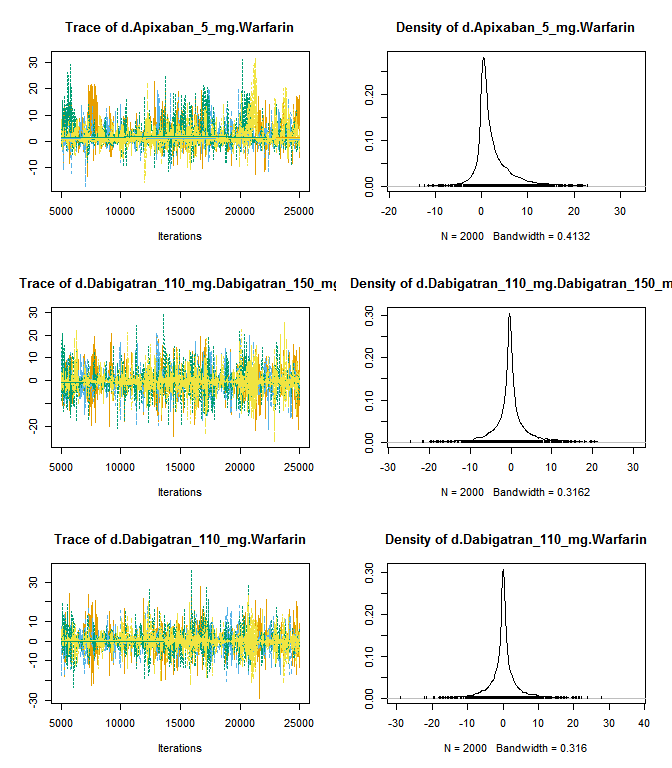 Trace of d.Apixaban_5_mg.Warfarin
30
20
10
0
-10
5000 10000 15000 20000 25000
Iterations
Density of d.Apixaban_5_mg.Warfarin
0.20
0.10
0.00
-20 -10 0 10 20 30
N = 2000 Bandwidth = 0.4132
Trace of d.Dabigatran_110_mg.Dabigatran_150_mg
30
20
10
0
-20
5000 10000 15000 20000 25000
Iterations
Density of d.Dabigatran_110_mg.Dabigatran_150_m
0.30
0.20
0.10
0.00
-30 -20 -10 0 10 20 30
N = 2000 Bandwidth = 0.3162
Trace of d.Dabigatran_110_mg.Warfarin
30
10
0
-10
-30
5000 10000 15000 20000 25000
Iterations
Density of d.Dabigatran_110_mg.Warfarin
0.30
0.20
0.10
0.00
-30 -20 -10 0 10 20 30 40
N = 2000 Bandwidth = 0.316